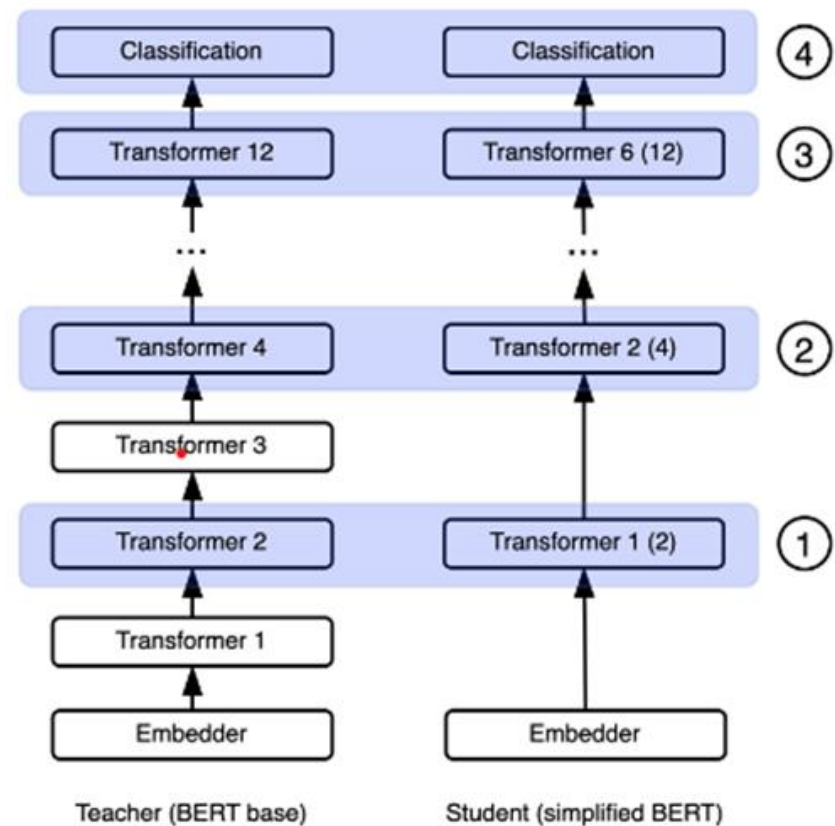 Classification Classification 4
Transformer 12 Transformer 6 (12) 3
... ...
Transformer 4 Transformer 2 (4) 2
Transformer 3
Transformer 2 Transformer 1 (2) 1
Transformer 1
Embedder Embedder
Teacher (BERT base) Student (simplified BERT)